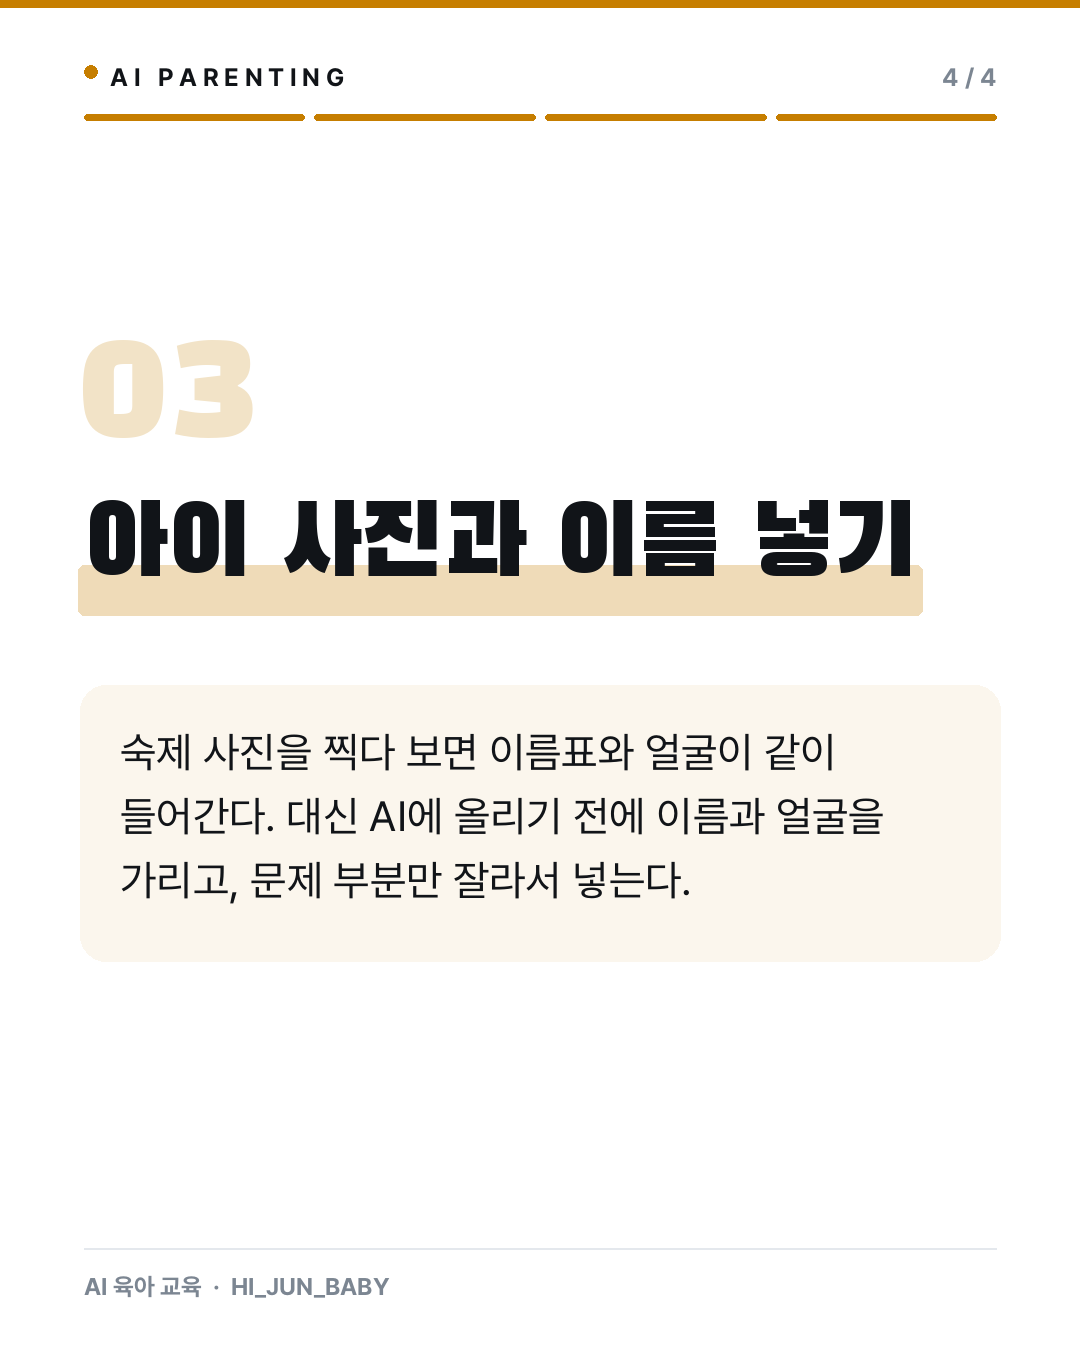 AI PARENTING
4 / 4
03
아이 사진과 이름 넣기
숙제 사진을 찍다 보면 이름표와 얼굴이 같이
들어간다. 대신 AI에 올리기 전에 이름과 얼굴을
가리고, 문제 부분만 잘라서 넣는다.
AI 육아 교육 · HI_JUN_BABY